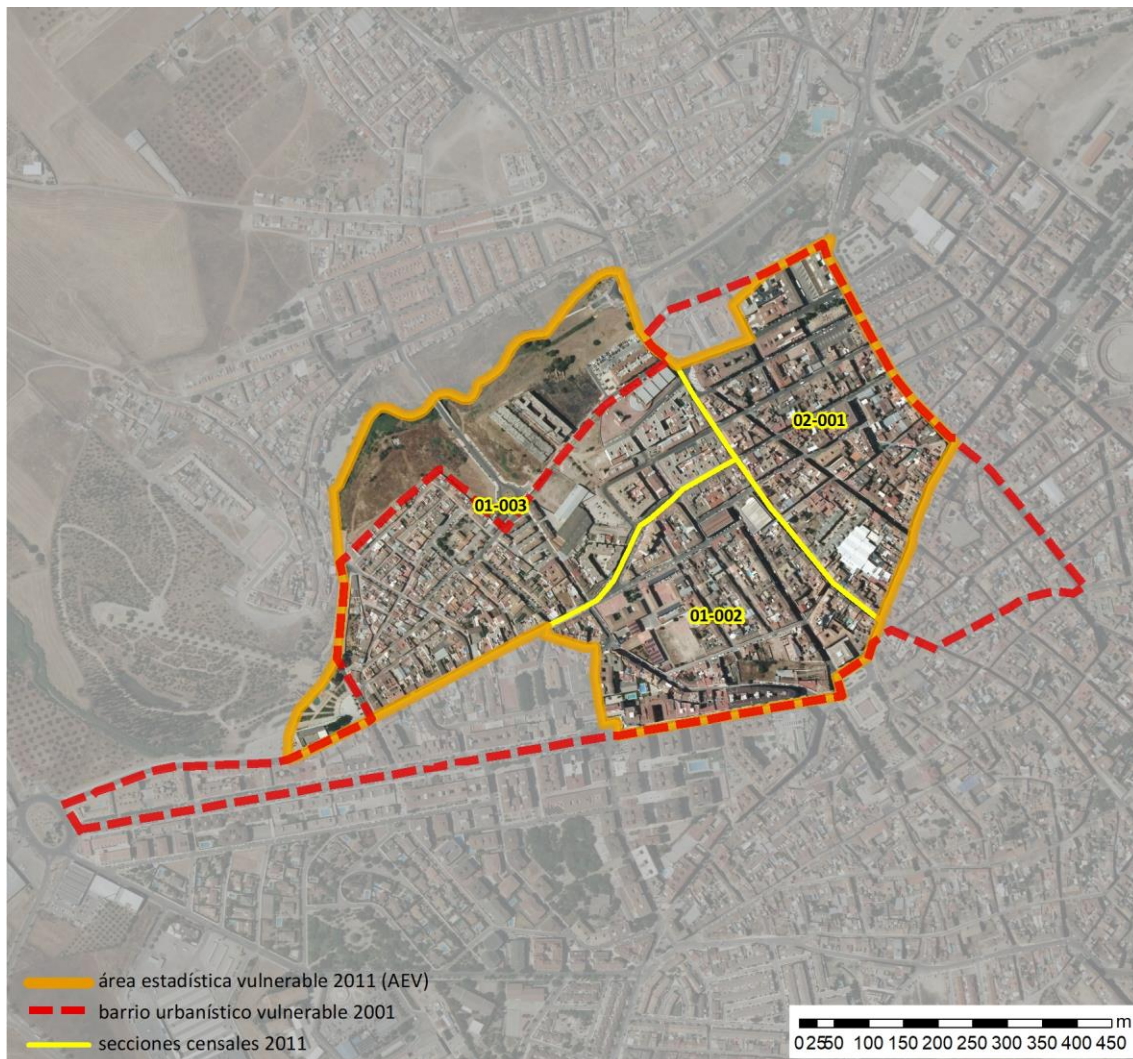 02-001
01-003
01-002
área estadística vulnerable 2011 (AEV)
barrio urbanístico vulnerable 2001
secciones censales 2011
m
0 25 50 100 150 200 250 300 350 400 450